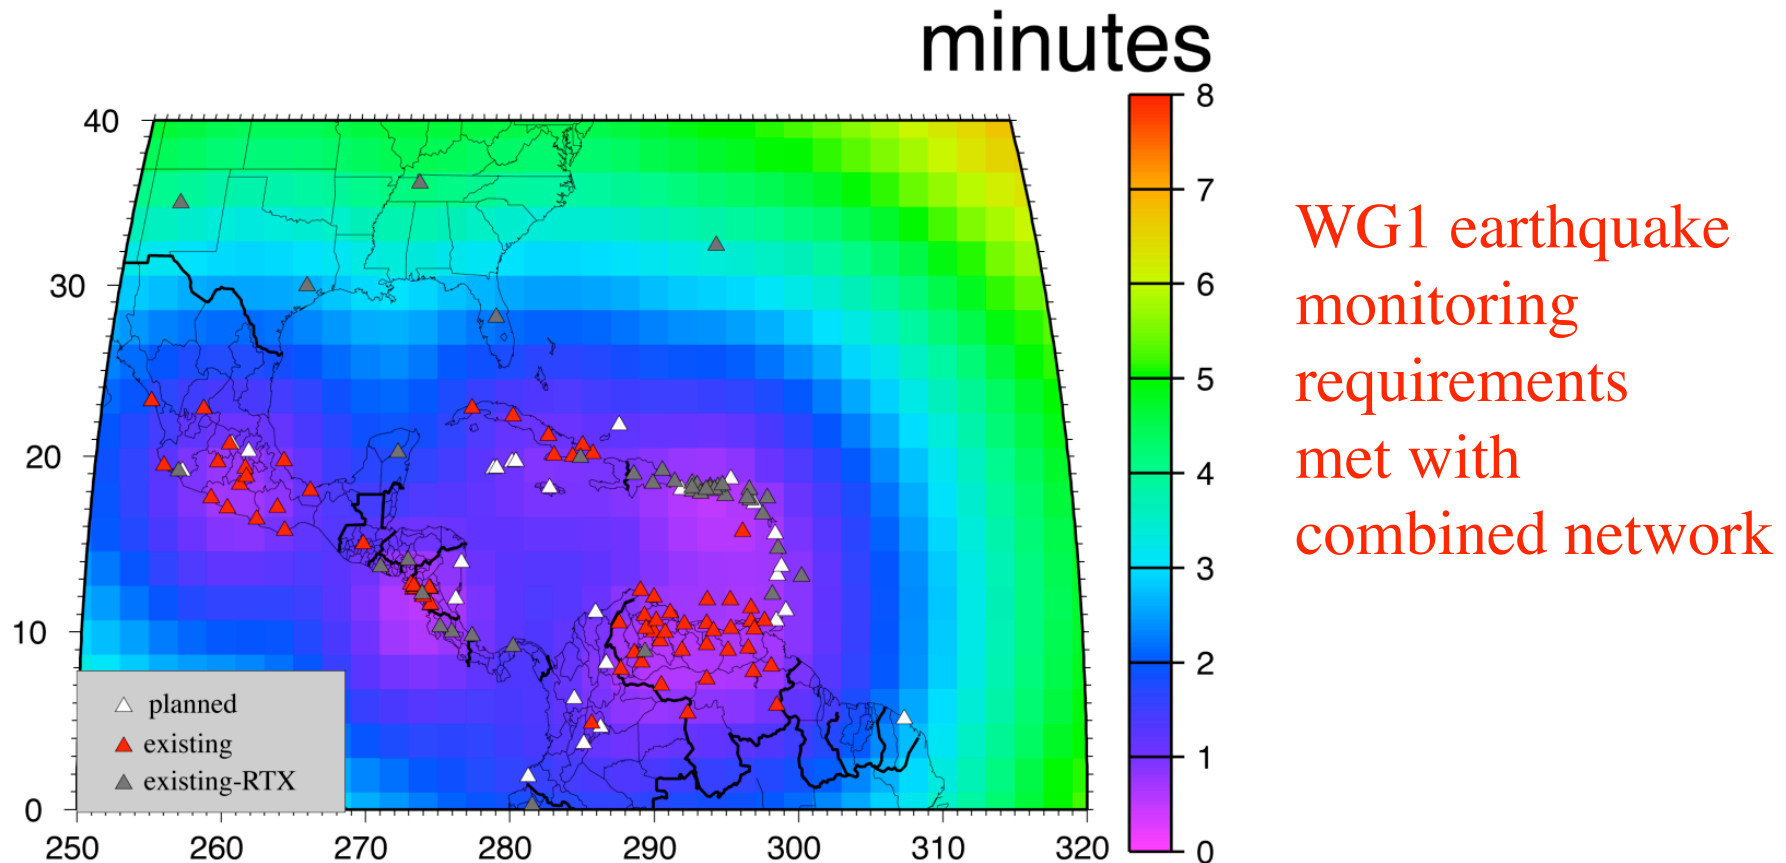 minutes
40
30
20
10
0
250
260
270
280
290
300
310
320
8
7
6
5
4
3
2
1
0
planned
existing
existing-RTX
WG1 earthquake
monitoring
requirements
met with
combined network